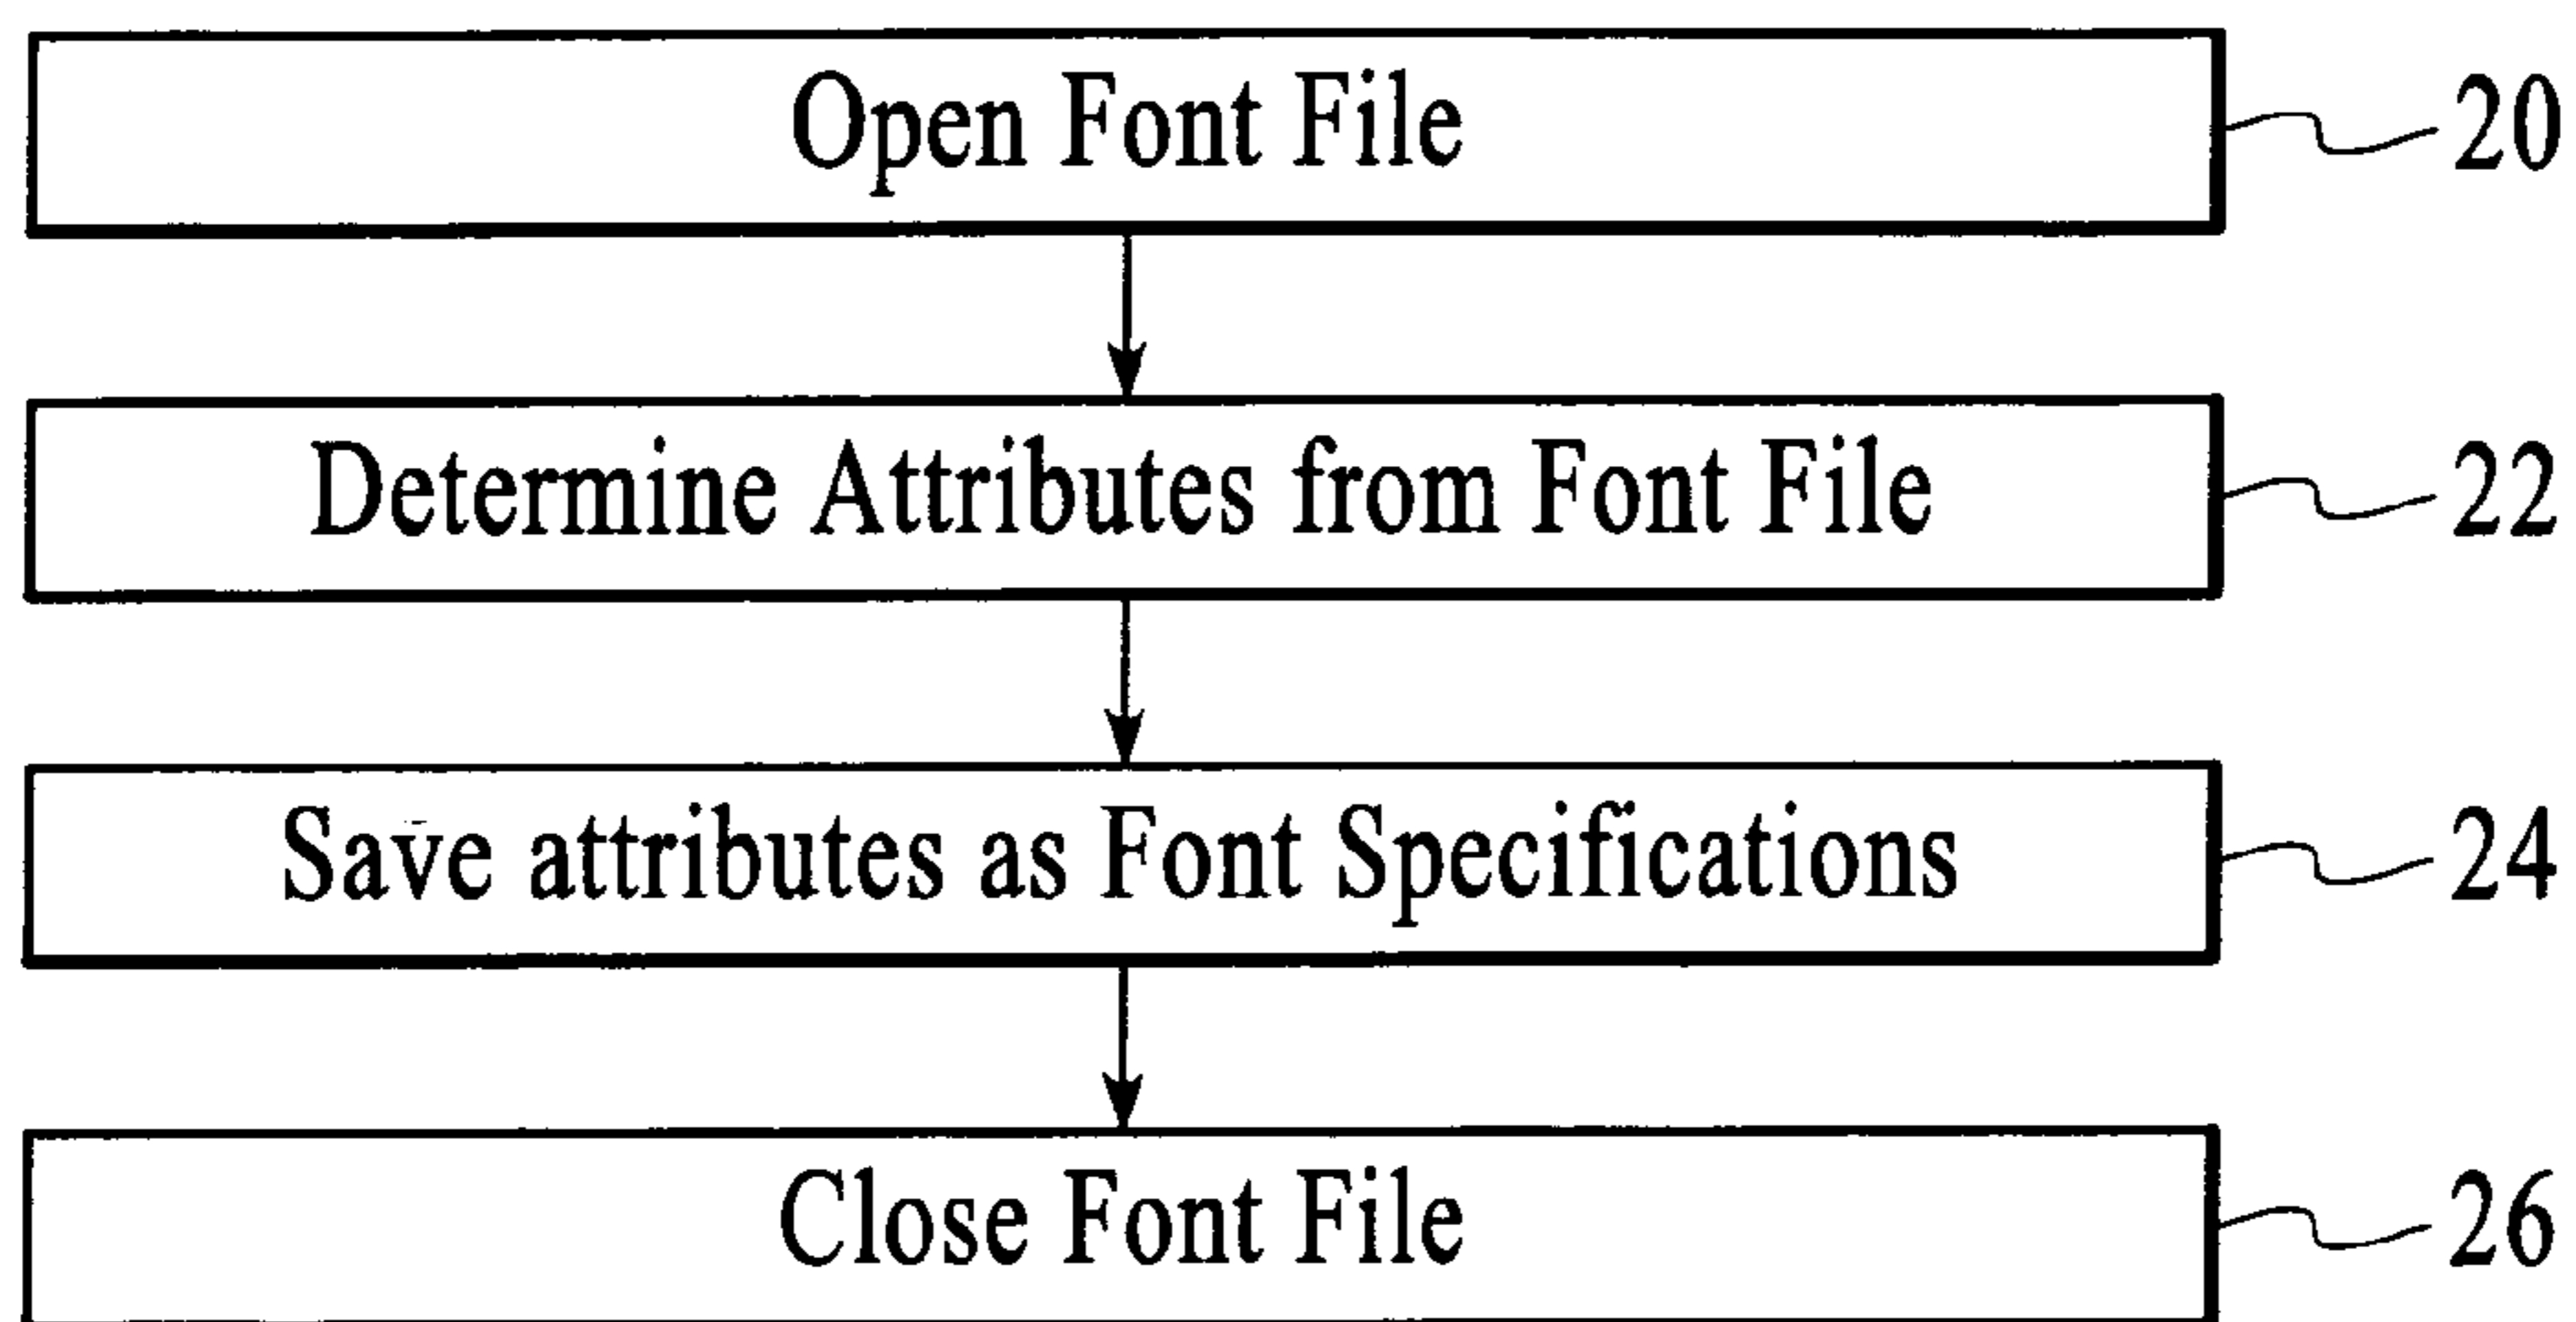 Open Font File 20
Determine Attributes from Font File 22
Save attributes as Font Specifications 24
Close Font File 26